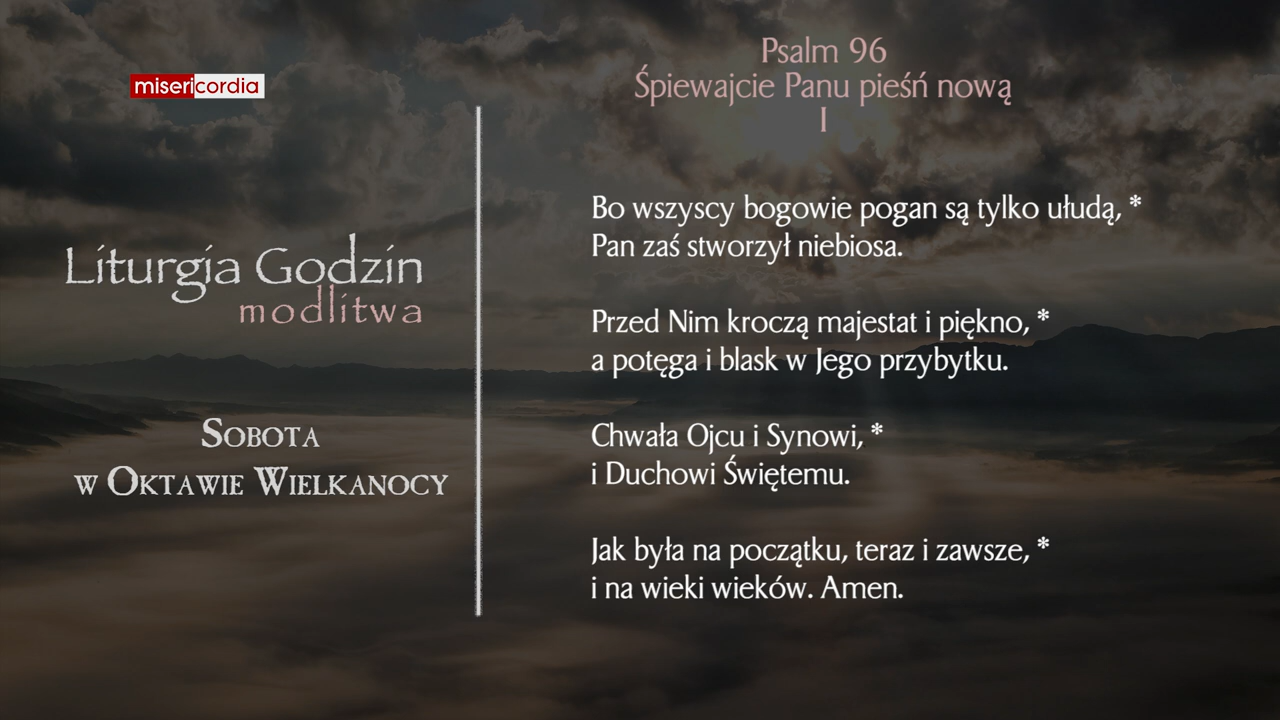 misericordia
Liturgia Godzin
modlitwa
Sobota
w Oktawie Wielkanocy
Psalm 96
Śpiewajcie Panu pieśń nową
I
Bo wszyscy bogowie pogan są tylko ułudą, *
Pan zaś stworzył niebiosa.
Przed Nim kroczą majestat i piękno, *
a potęga i blask w Jego przybytku.
Chwała Ojcu i Synowi, *
i Duchowi Świętemu.
Jak była na początku, teraz i zawsze, *
i na wieki wieków. Amen.